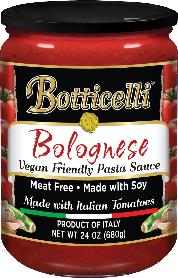 Botticelli
Bolognese
Vegan Friendly Pasta Sauce
Meat Free • Made with Soy
Made with Italian Tomatoes
PRODUCT OF ITALY
NET WT 24 OZ (680g)